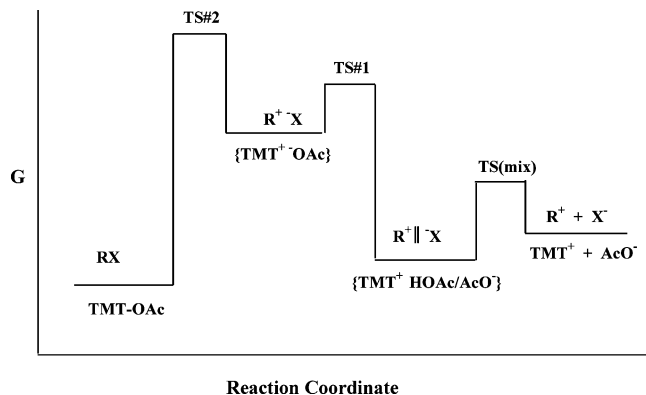 TS#2
TS#1
R⁺ ⁻X
{TMT⁺ ⁻OAc}
G
TS(mix)
R⁺ + X⁻
TMT⁺ + AcO⁻
R⁺ ‖ ⁻X
{TMT⁺ HOAc/AcO⁻}
RX
TMT-OAc
Reaction Coordinate